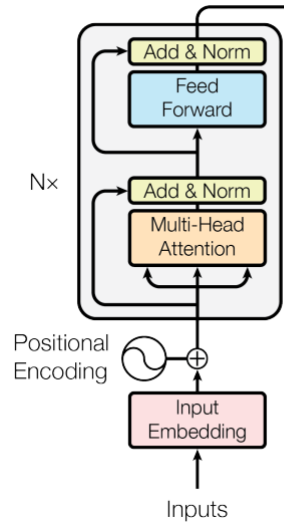 Add & Norm
Feed
Forward
N×
Add & Norm
Multi-Head
Attention
Positional
Encoding
Input
Embedding
Inputs